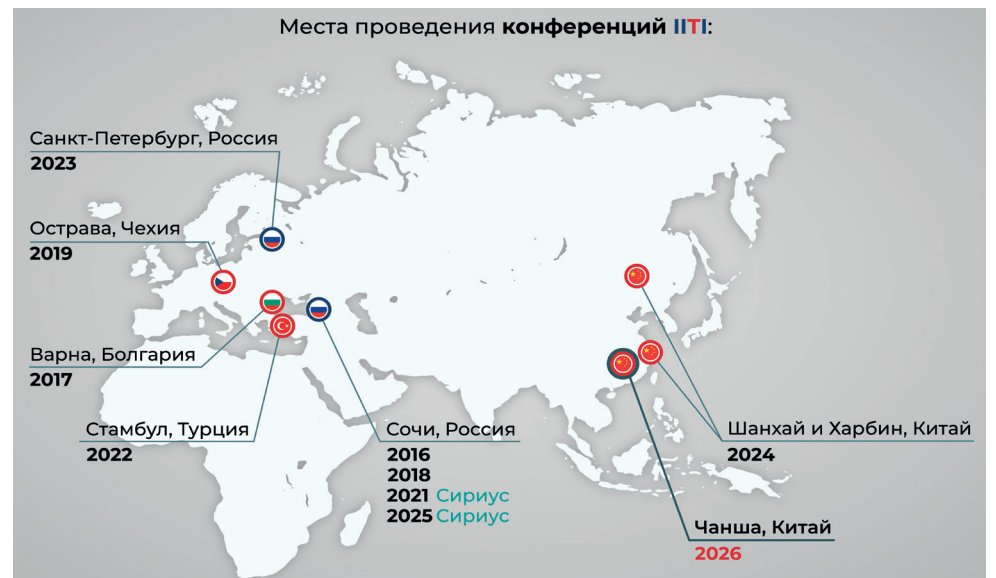 Места проведения конференций IITI:
Санкт-Петербург, Россия
2023
Острава, Чехия
2019
Варна, Болгария
2017
Стамбул, Турция
2022
Сочи, Россия
2016
2018
2021 Сириус
2025 Сириус
Шанхай и Харбин, Китай
2024
Чанша, Китай
2026